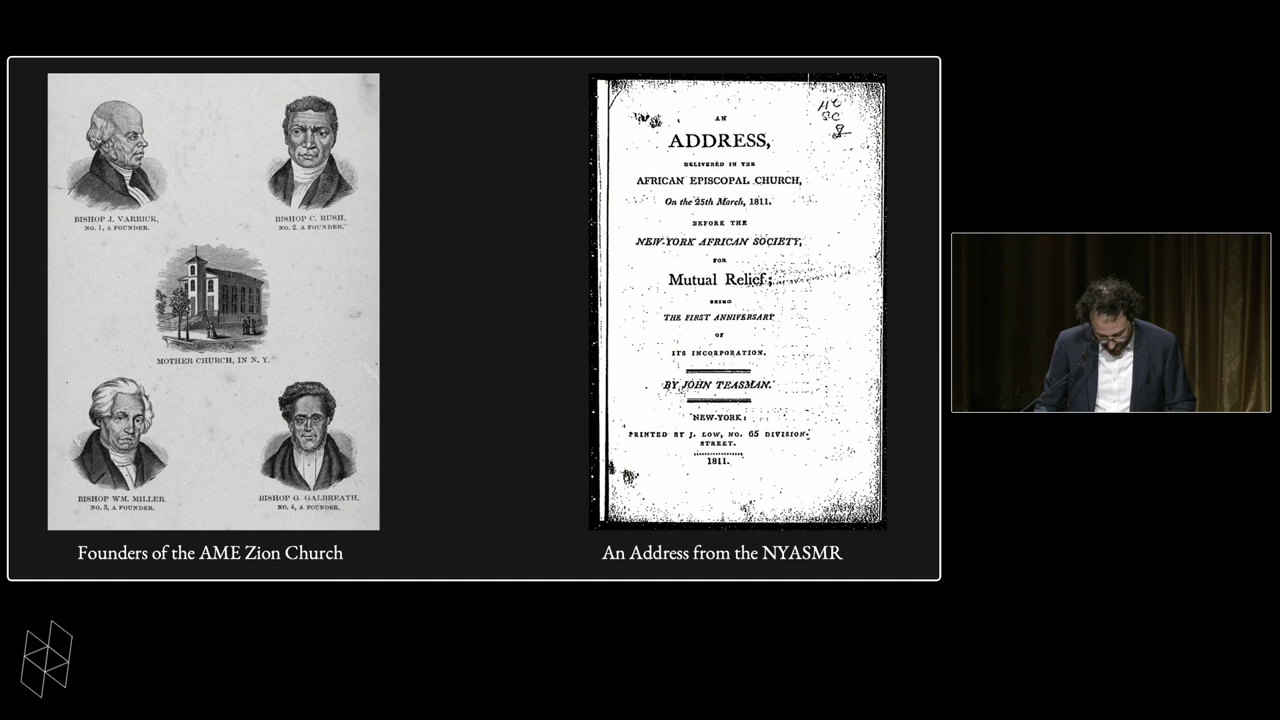 BISHOP J. VARRICK,
NO. 1, A FOUNDER.
BISHOP C. RUSH,
NO. 2. A FOUNDER.
MOTHER CHURCH, IN N. Y.
BISHOP WM. MILLER.
NO. 3, A FOUNDER.
BISHOP G. GALBREATH,
NO. 4, A FOUNDER.
Founders of the AME Zion Church
AN
ADDRESS,
DELIVERED IN THE
AFRICAN EPISCOPAL CHURCH,
On the 25th March, 1811.
BEFORE THE
NEW-YORK AFRICAN SOCIETY,
FOR
Mutual Relief;
BEING
THE FIRST ANNIVERSARY
OF
ITS INCORPORATION.
BY JOHN TEASMAN.
NEW-YORK:
PRINTED BY J. LOW, NO. 65 DIVISION-
STREET.
1811.
An Address from the NYASMR